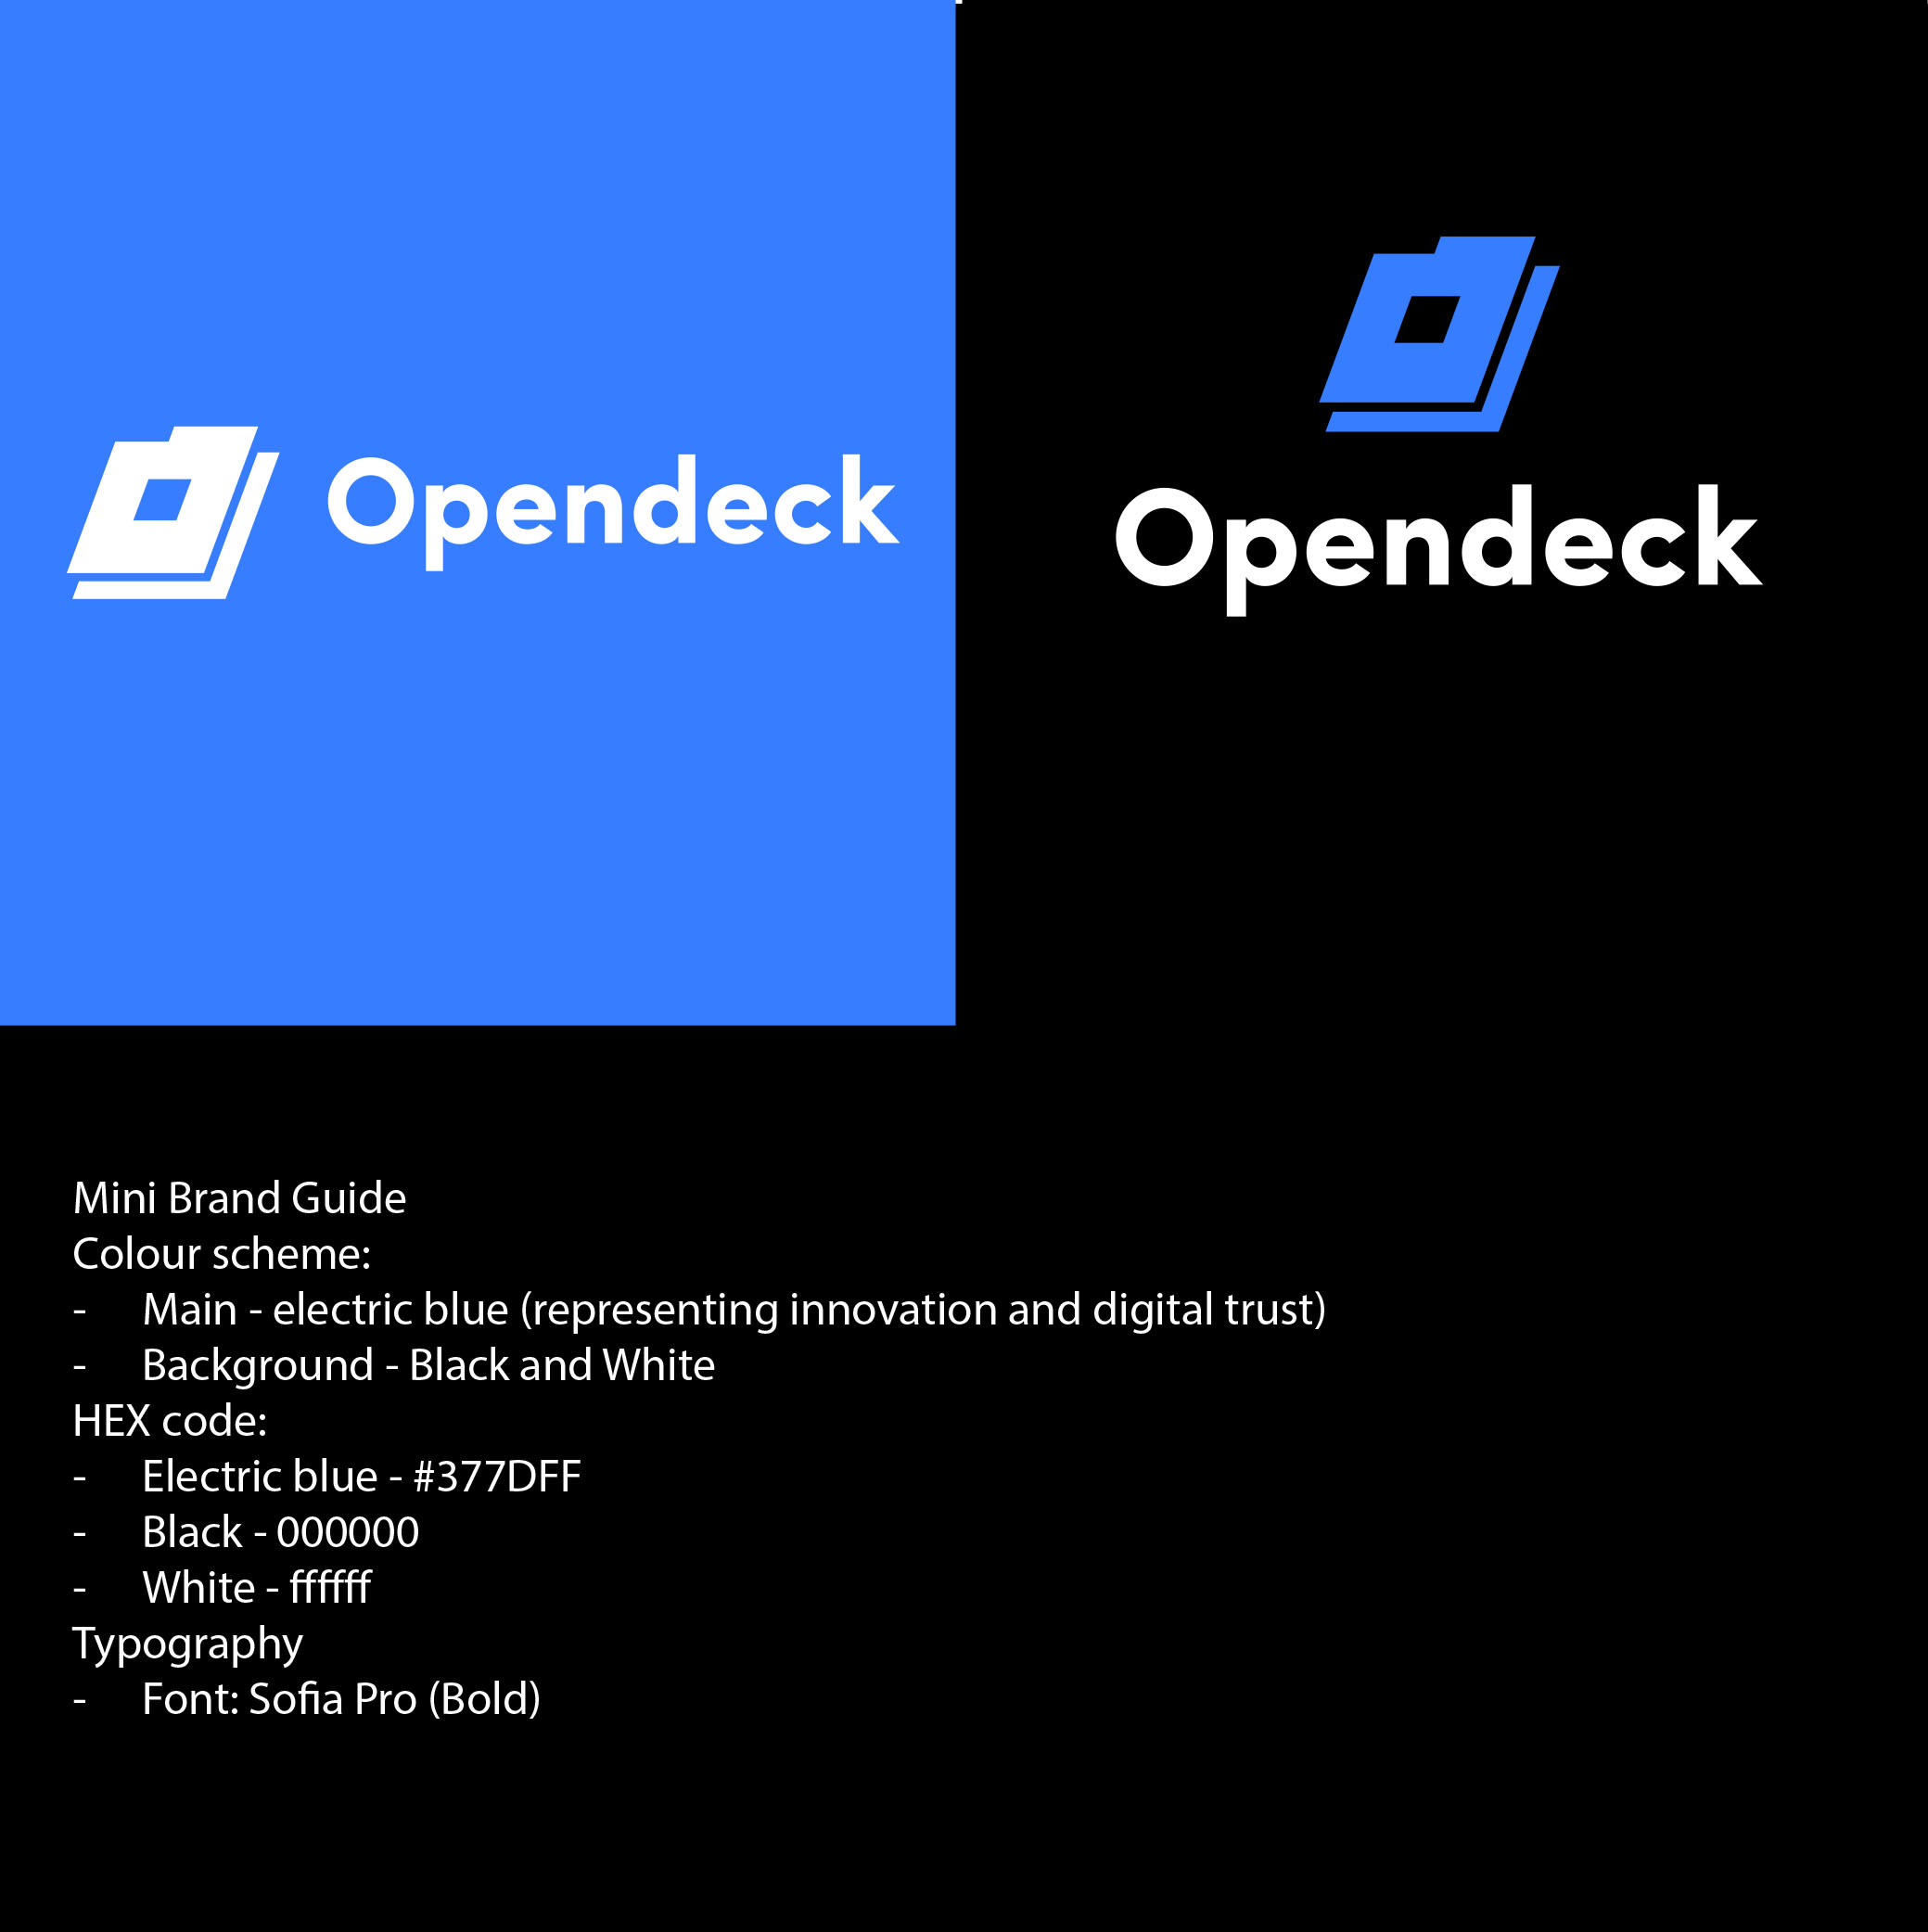 Opendeck
Opendeck
Mini Brand Guide
Colour scheme:
- Main - electric blue (representing innovation and digital trust)
- Background - Black and White
HEX code:
- Electric blue - #377DFF
- Black - 000000
- White - ffffff
Typography
- Font: Sofia Pro (Bold)